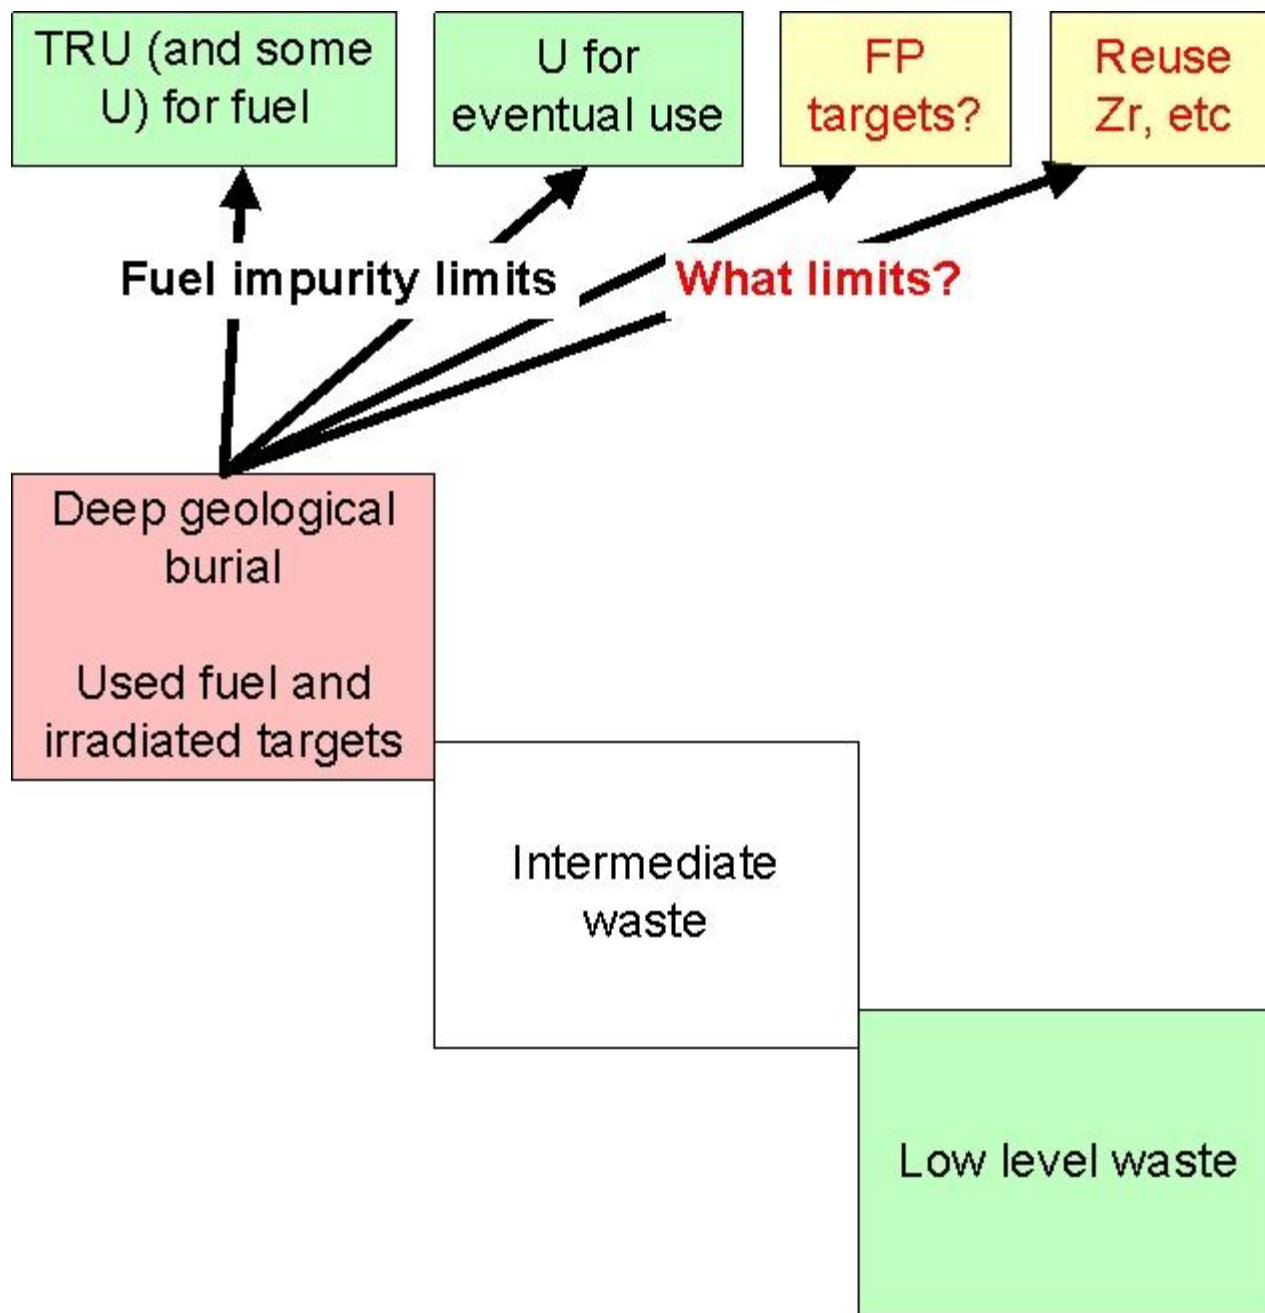 TRU (and some
U) for fuel
U for
eventual use
FP
targets?
Reuse
Zr, etc
Fuel impurity limits
What limits?
Deep geological
burial
Used fuel and
irradiated targets
Intermediate
waste
Low level waste